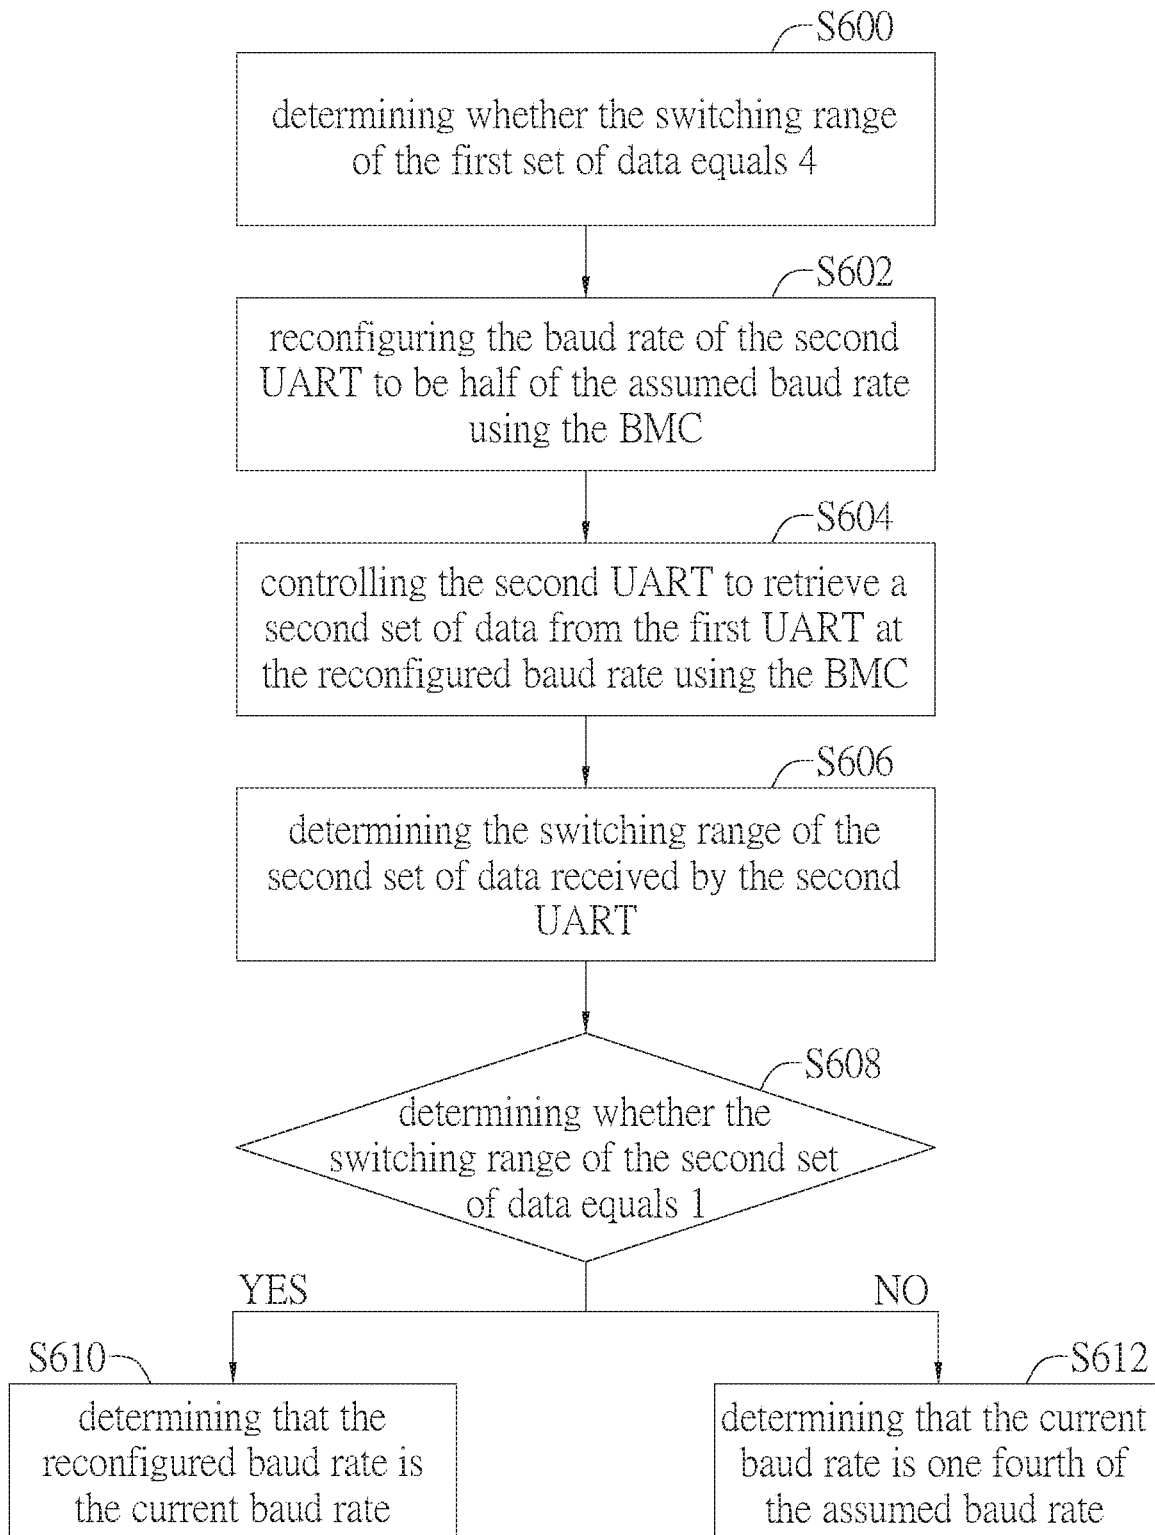 S600
determining whether the switching range
of the first set of data equals 4
S602
reconfiguring the baud rate of the second
UART to be half of the assumed baud rate
using the BMC
S604
controlling the second UART to retrieve a
second set of data from the first UART at
the reconfigured baud rate using the BMC
S606
determining the switching range of the
second set of data received by the second
UART
S608
determining whether the
switching range of the second set
of data equals 1
YES
NO
S610
determining that the
reconfigured baud rate is
the current baud rate
S612
determining that the current
baud rate is one fourth of
the assumed baud rate